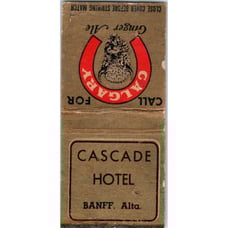 CLOSE COVER BEFORE STRIKING MATCH
Ginger Ale
CALGARY
CALL FOR
CASCADE
HOTEL
BANFF, Alta.